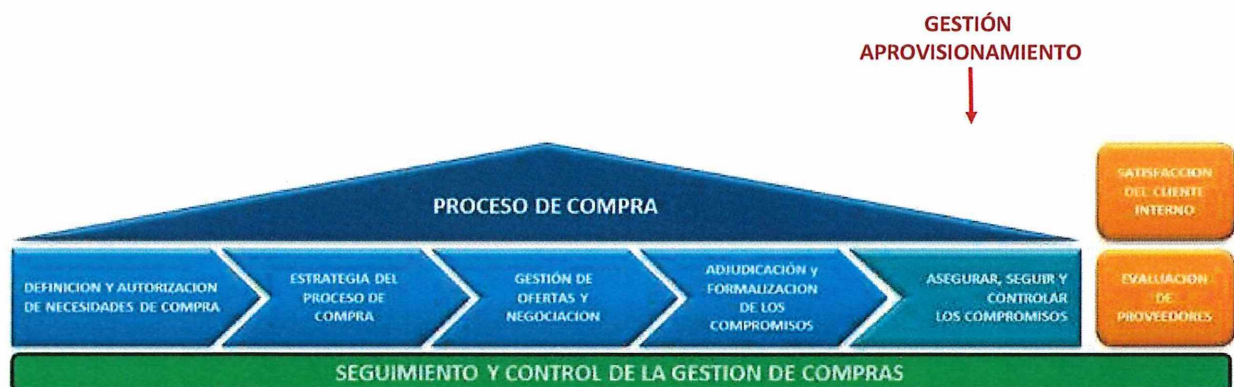 GESTIÓN
APROVISIONAMIENTO
PROCESO DE COMPRA
SATISFACCION
DEL CLIENTE
INTERNO
DEFINICION Y AUTORIZACION
DE NECESIDADES DE COMPRA
ESTRATEGIA DEL
PROCESO DE
COMPRA
GESTIÓN DE
OFERTAS Y
NEGOCIACION
ADJUDICACIÓN y
FORMALIZACION
DE LOS
COMPROMISOS
ASEGURAR, SEGUIR Y
CONTROLAR
LOS COMPROMISOS
EVALUACION
DE
PROVEEDORES
SEGUIMIENTO Y CONTROL DE LA GESTION DE COMPRAS